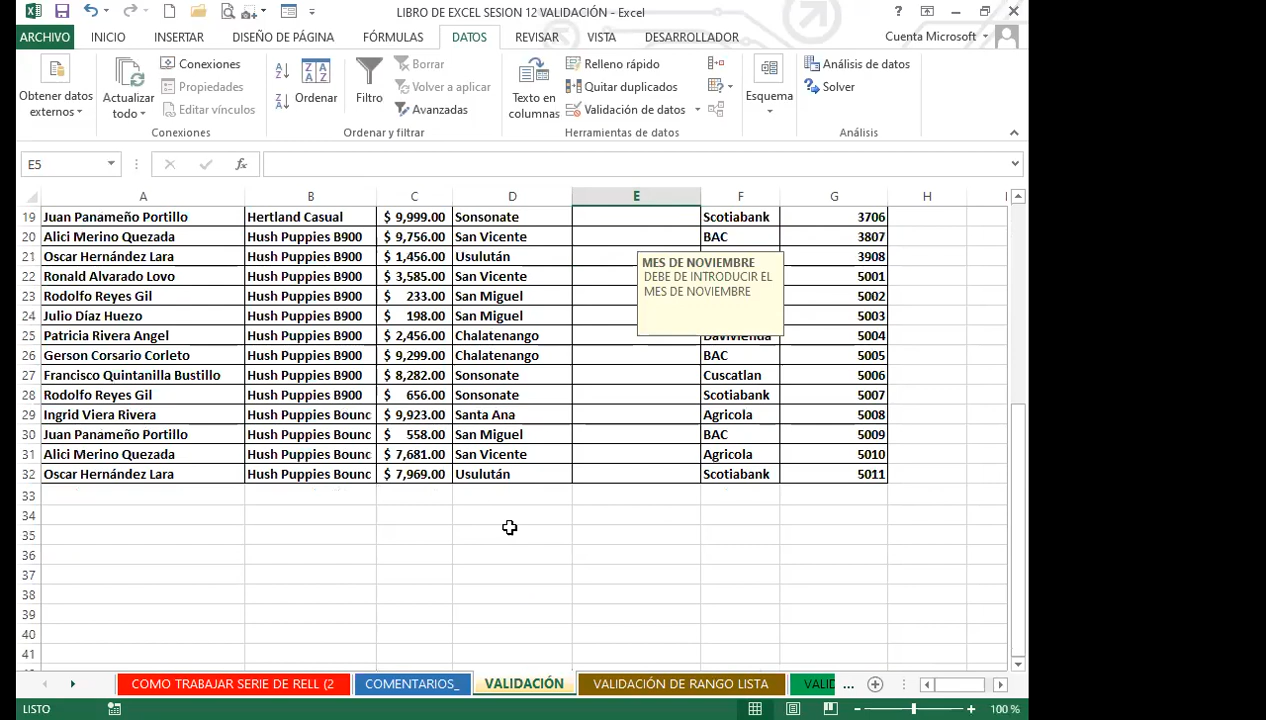 LIBRO DE EXCEL SESION 12 VALIDACIÓN - Excel
ARCHIVO INICIO INSERTAR DISEÑO DE PÁGINA FÓRMULAS DATOS REVISAR VISTA DESARROLLADOR Cuenta Microsoft
Obtener datos externos
Actualizar todo
Conexiones
Propiedades
Editar vínculos
Conexiones
Ordenar
Filtro
Borrar
Volver a aplicar
Avanzadas
Ordenar y filtrar
Texto en columnas
Relleno rápido
Quitar duplicados
Validación de datos
Herramientas de datos
Esquema
Análisis de datos
Solver
Análisis
E5 fx
A B C D E F G H
19 Juan Panameño Portillo Hertland Casual $ 9,999.00 Sonsonate Scotiabank 3706
20 Alici Merino Quezada Hush Puppies B900 $ 9,756.00 San Vicente BAC 3807
21 Oscar Hernández Lara Hush Puppies B900 $ 1,456.00 Usulután 3908
22 Ronald Alvarado Lovo Hush Puppies B900 $ 3,585.00 San Vicente 5001
23 Rodolfo Reyes Gil Hush Puppies B900 $ 233.00 San Miguel 5002
24 Julio Díaz Huezo Hush Puppies B900 $ 198.00 San Miguel 5003
25 Patricia Rivera Angel Hush Puppies B900 $ 2,456.00 Chalatenango Davivienda 5004
26 Gerson Corsario Corleto Hush Puppies B900 $ 9,299.00 Chalatenango BAC 5005
27 Francisco Quintanilla Bustillo Hush Puppies B900 $ 8,282.00 Sonsonate Cuscatlan 5006
28 Rodolfo Reyes Gil Hush Puppies B900 $ 656.00 Sonsonate Scotiabank 5007
29 Ingrid Viera Rivera Hush Puppies Bounc $ 9,923.00 Santa Ana Agricola 5008
30 Juan Panameño Portillo Hush Puppies Bounc $ 558.00 San Miguel BAC 5009
31 Alici Merino Quezada Hush Puppies Bounc $ 7,681.00 San Vicente Agricola 5010
32 Oscar Hernández Lara Hush Puppies Bounc $ 7,969.00 Usulután Scotiabank 5011
MES DE NOVIEMBRE
DEBE DE INTRODUCIR EL
MES DE NOVIEMBRE
33
34
35
36
37
38
39
40
41
COMO TRABAJAR SERIE DE RELL (2 COMENTARIOS_ VALIDACIÓN VALIDACIÓN DE RANGO LISTA VALID ...
LISTO 100 %